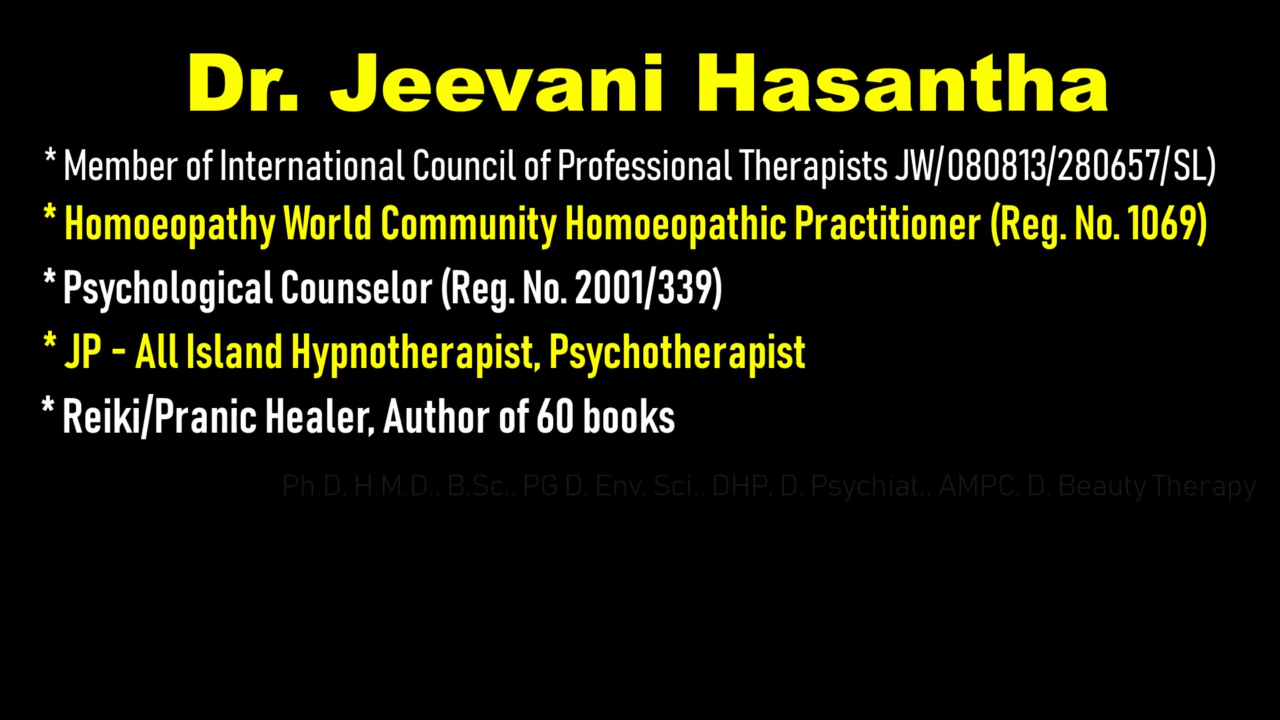 Dr. Jeevani Hasantha
* Member of International Council of Professional Therapists JW/080813/280657/SL)
* Homoeopathy World Community Homoeopathic Practitioner (Reg. No. 1069)
* Psychological Counselor (Reg. No. 2001/339)
* JP - All Island Hypnotherapist, Psychotherapist
* Reiki/Pranic Healer, Author of 60 books
Ph.D. H.M.D., B.Sc., PG D. Env. Sci., DHP. D. Psychiat., AMPC. D. Beauty Therapy